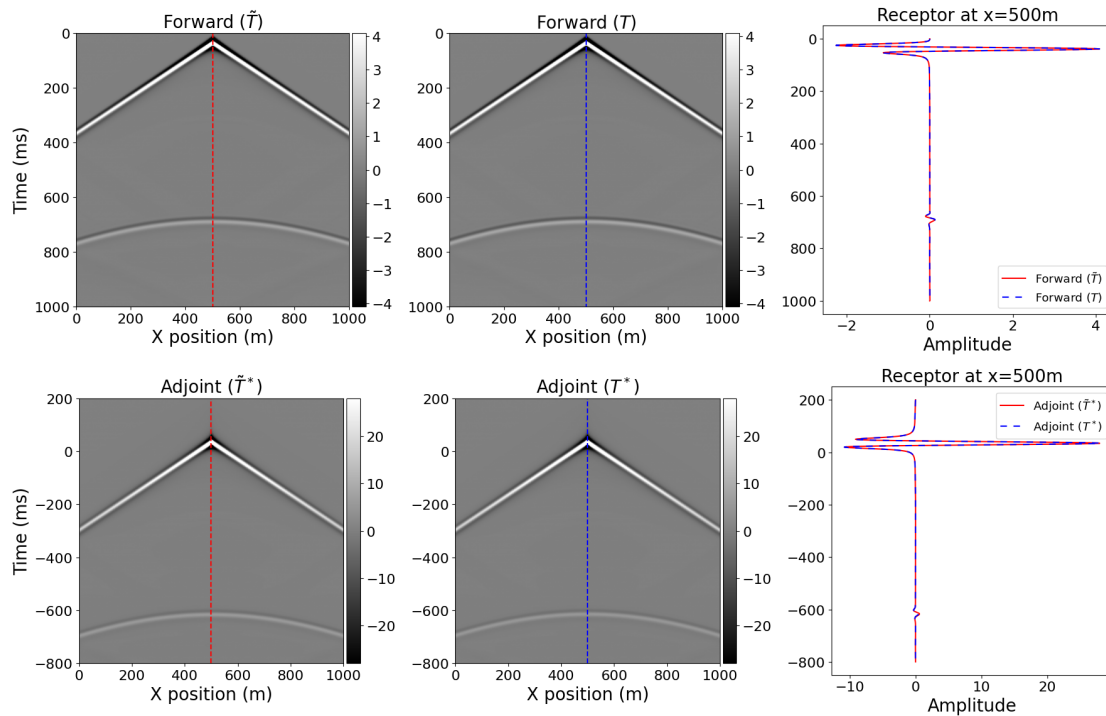 Forward (T̃)
0
200
400
600
800
1000
Time (ms)
0 200 400 600 800 1000
X position (m)
4
3
2
1
0
−1
−2
−3
−4
Forward (T)
0
200
400
600
800
1000
0 200 400 600 800 1000
X position (m)
4
3
2
1
0
−1
−2
−3
−4
Receptor at x=500m
0
200
400
600
800
1000
−2 0 2 4
Amplitude
Forward (T̃)
Forward (T)
Adjoint (T̃*)
200
0
−200
−400
−600
−800
Time (ms)
0 200 400 600 800 1000
X position (m)
20
10
0
−10
−20
Adjoint (T*)
200
0
−200
−400
−600
−800
0 200 400 600 800 1000
X position (m)
20
10
0
−10
−20
Receptor at x=500m
200
0
−200
−400
−600
−800
−10 0 10 20
Amplitude
Adjoint (T̃*)
Adjoint (T*)